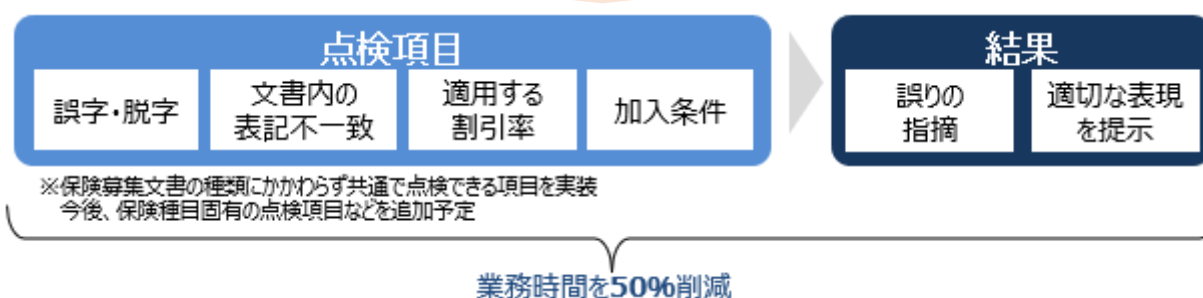 点検項目
誤字・脱字
文書内の
表記不一致
適用する
割引率
加入条件
結果
誤りの
指摘
適切な表現
を提示
※保険募集文書の種類にかかわらず共通で点検できる項目を実装
今後、保険種目固有の点検項目などを追加予定
業務時間を50%削減